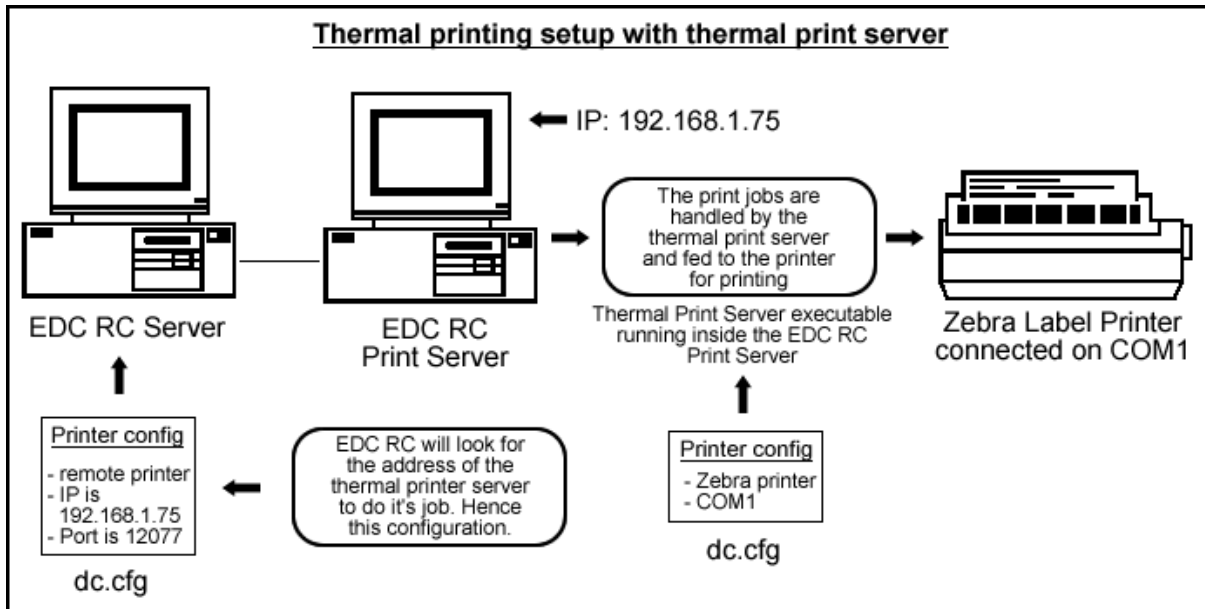 Thermal printing setup with thermal print server
IP: 192.168.1.75
The print jobs are
handled by the
thermal print server
and fed to the printer
for printing
EDC RC Server
EDC RC
Print Server
Thermal Print Server executable
running inside the EDC RC
Print Server
Zebra Label Printer
connected on COM1
Printer config
- remote printer
- IP is
192.168.1.75
- Port is 12077
dc.cfg
EDC RC will look for
the address of the
thermal printer server
to do it's job. Hence
this configuration.
Printer config
- Zebra printer
- COM1
dc.cfg